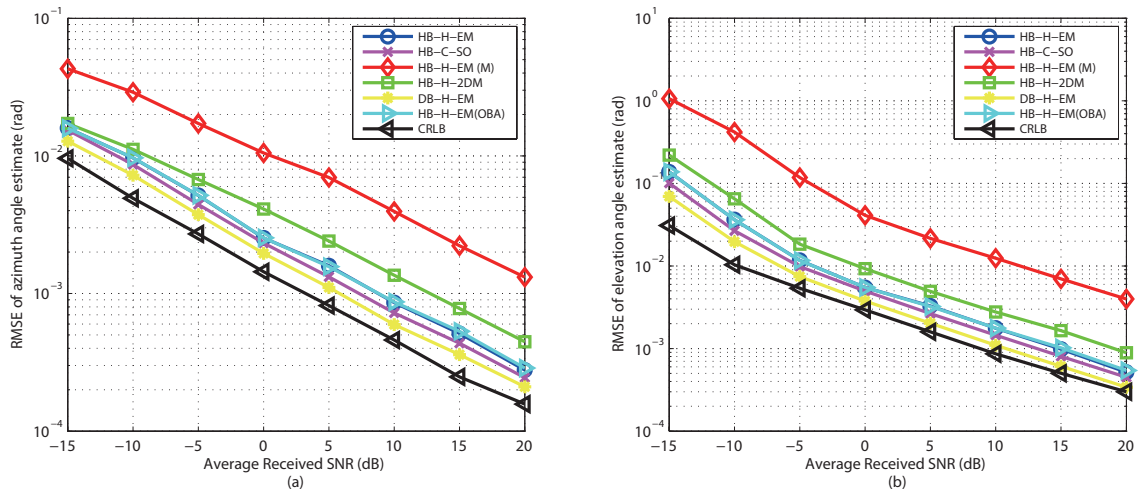 RMSE of azimuth angle estimate (rad)
10⁻¹
10⁻²
10⁻³
10⁻⁴
−15 −10 −5 0 5 10 15 20
Average Received SNR (dB)
(a)
HB−H−EM
HB−C−SO
HB−H−EM (M)
HB−H−2DM
DB−H−EM
HB−H−EM(OBA)
CRLB
RMSE of elevation angle estimate (rad)
10¹
10⁰
10⁻¹
10⁻²
10⁻³
10⁻⁴
−15 −10 −5 0 5 10 15 20
Average Received SNR (dB)
(b)
HB−H−EM
HB−C−SO
HB−H−EM (M)
HB−H−2DM
DB−H−EM
HB−H−EM(OBA)
CRLB